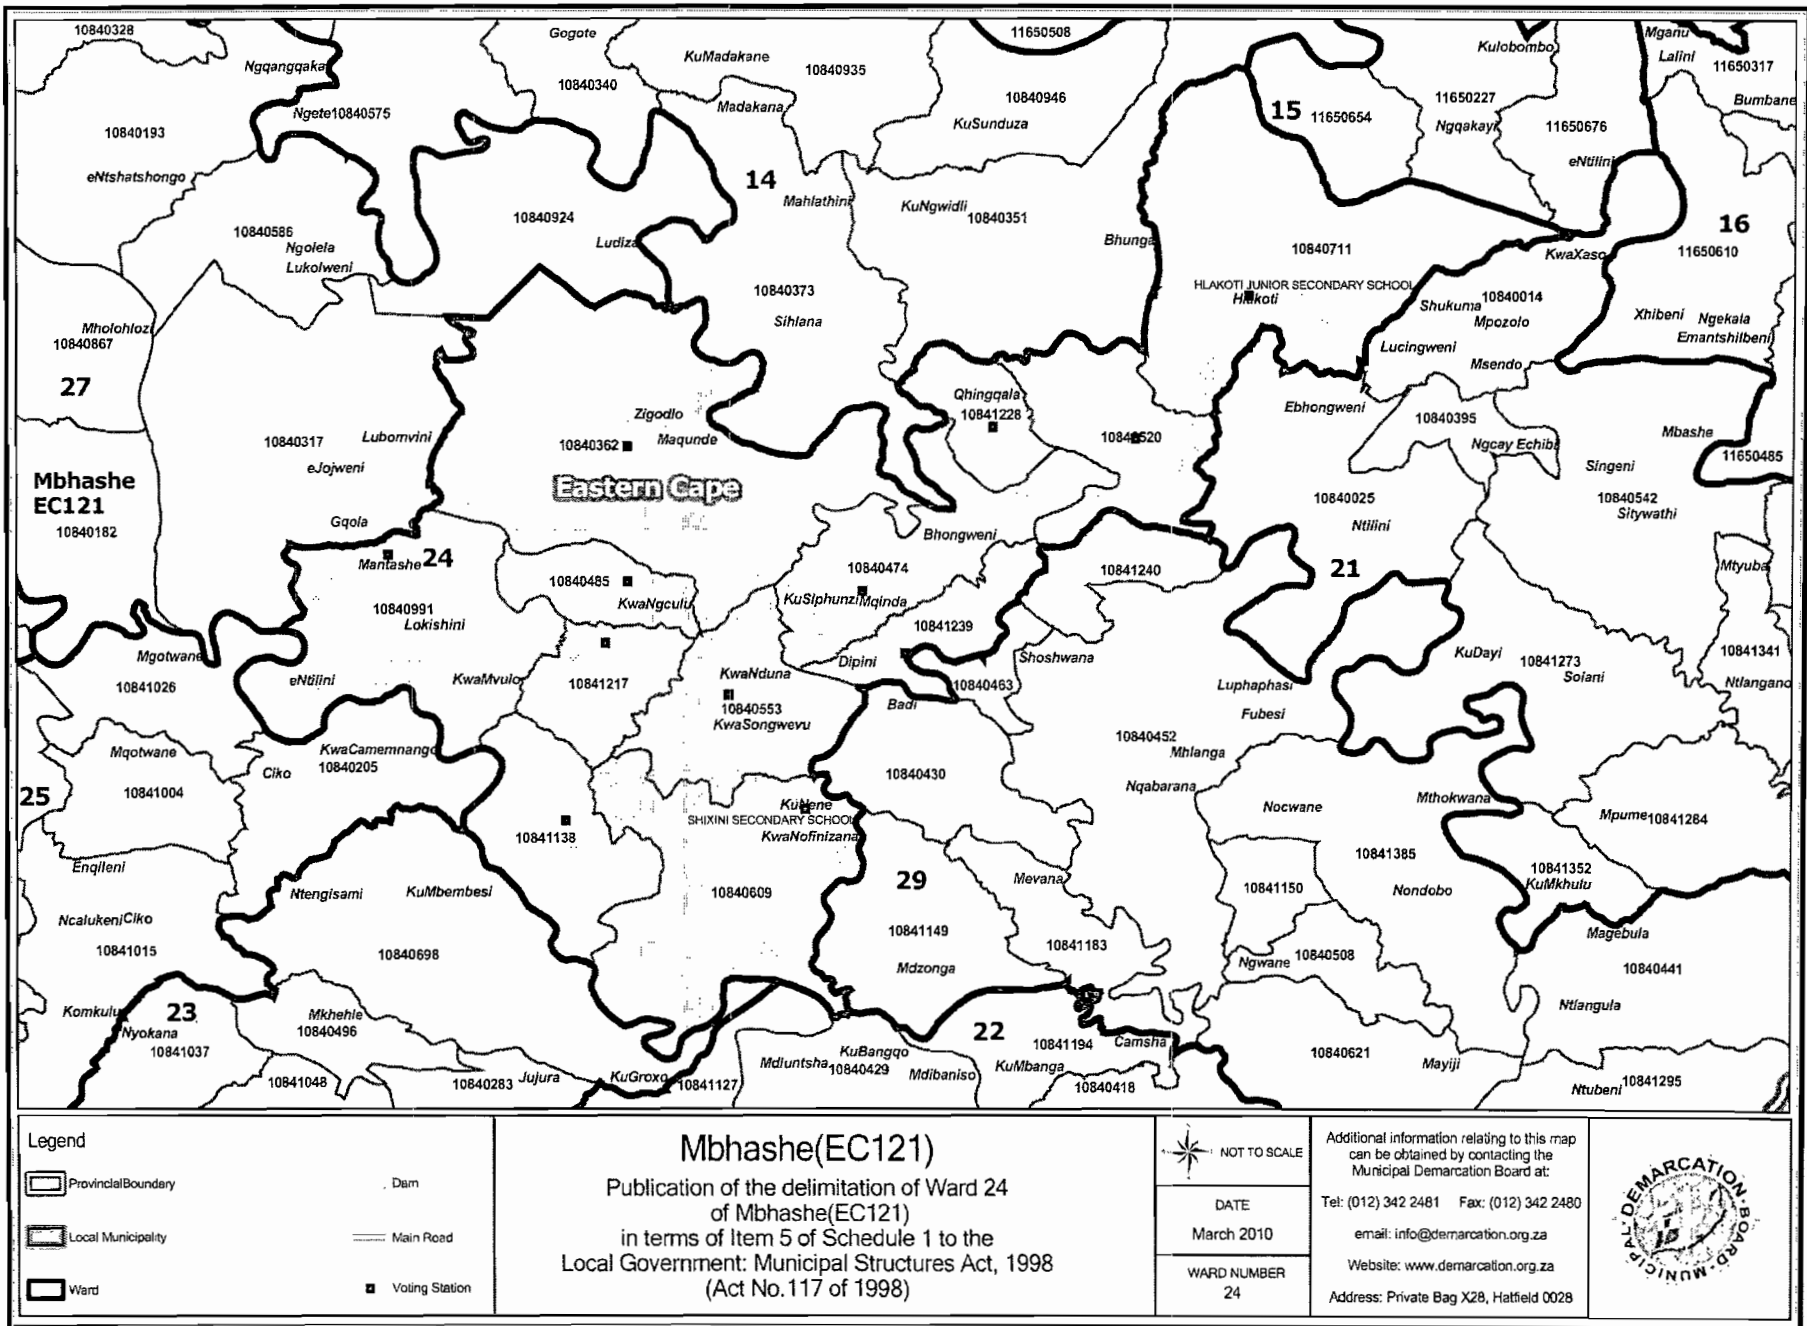 10840328
Gogote
11650508
Mganu
KuMadakane
Kulobombo
Lalini
Ngqangqaka
10840935
11650317
10840340
10840946
11650227
Bumbane
Madakana
15
Ngete10840575
11650654
KuSunduza
Ngqakayi
11650676
10840193
eNtilini
eNtshatshongo
14
Mahlathini
KuNgwidli
10840351
10840924
16
10840586
Ludiza
Bhunga
10840711
Ngolela
Lukolweni
KwaXaso
11650610
HLAKOTI JUNIOR SECONDARY SCHOOL
10840373
Hlakoti
Shukuma
10840014
Sihlana
Mpozolo
Xhibeni
Ngekala
Mholohlozi
Emantshilbeni
10840867
Lucingweni
Msendo
27
Qhingqala
Ebhongweni
Zigodlo
10841228
10840395
10840317
Lubomvini
10840362
Maqunde
Mbashe
Ngcay Echibi
11650485
eJojweni
Singeni
Mbhashe
EC121
Eastern Cape
10840025
10840542
Sitywathi
10840182
Gqola
Ntilini
Bhongweni
Mantashe
24
10840474
10841240
21
Mtyuba
10840485
KwaNgculu
KuSiphunzi
Mqinda
10840991
Lokishini
10841239
Mgotwane
Dipini
Shoshwana
KuDayi
10841273
Solani
10841341
10841026
eNtilini
KwaMvulo
10841217
KwaNduna
10840463
Luphaphasi
Ntlangano
10840553
Badi
Fubesi
KwaSongwevu
Mqotwane
KwaCamemnango
10840452
Mhlanga
Ciko
10840205
10840430
25
10841004
Nqabarana
Nocwane
Mthokwana
KuNene
SHIXINI SECONDARY SCHOOL
KwaNofinizana
Mpume10841284
10841138
Enqileni
10841385
10841352
KuMkhulu
Ntengisami
KuMbembesi
10840609
29
Mevana
10841150
Nondobo
Ncalukeni
Ciko
10841149
Magebula
10841015
10840698
10841183
Mdzonga
Ngwane
10840508
10840441
Komkulu
23
Mkhehle
Ntlangula
Nyokana
10840496
22
10841037
10841194
Camsha
KuBangqo
10840621
Mdluntsha
10840429
KuMbanga
Mayiji
10841048
10840283
Jujura
KuGroxo
10841127
Mdibaniso
10840418
Ntubeni
10841295
Legend
ProvincialBoundary
Dam
Local Municipality
Main Road
Ward
Voting Station
Mbhashe(EC121)
Publication of the delimitation of Ward 24
of Mbhashe(EC121)
in terms of Item 5 of Schedule 1 to the
Local Government: Municipal Structures Act, 1998
(Act No.117 of 1998)
NOT TO SCALE
DATE
March 2010
WARD NUMBER
24
Additional information relating to this map
can be obtained by contacting the
Municipal Demarcation Board at:
Tel: (012) 342 2481 Fax: (012) 342 2480
email: info@demarcation.org.za
Website: www.demarcation.org.za
Address: Private Bag X28, Hatfield 0028
MUNICIPAL DEMARCATION BOARD